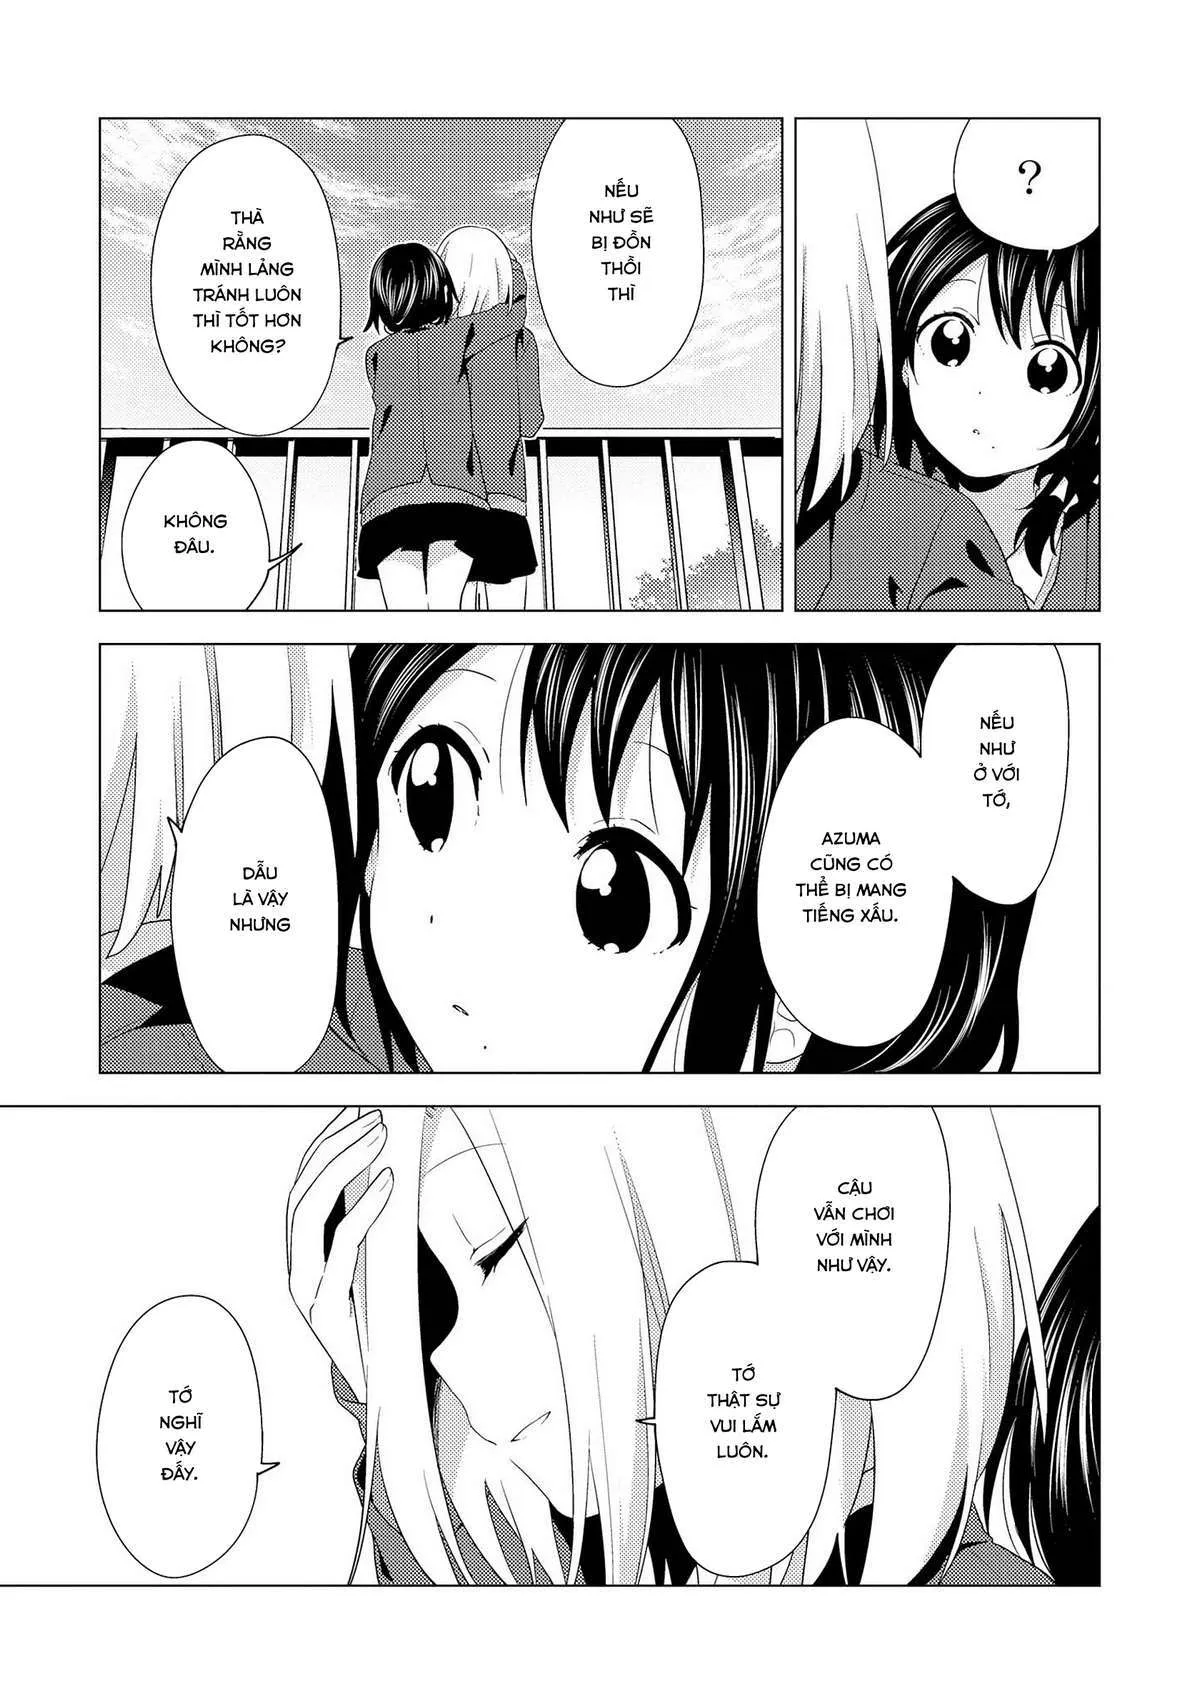 ?
NẾU
NHƯ SẼ
BỊ ĐỒN
THỒI
THÌ
THÀ
RẰNG
MÌNH LẢNG
TRÁNH LUÔN
THÌ TỐT HƠN
KHÔNG?
KHÔNG
ĐÂU.
NẾU
NHƯ
Ở VỚI
TỚ,
AZUMA
CŨNG CÓ
THỂ BỊ MANG
TIẾNG XẤU.
DẪU
LÀ VẬY
NHƯNG
CẬU
VẪN CHƠI
VỚI MÌNH
NHƯ VẬY.
TỚ
THẬT SỰ
VUI LẮM
LUÔN.
TỚ
NGHĨ
VẬY
ĐẤY.